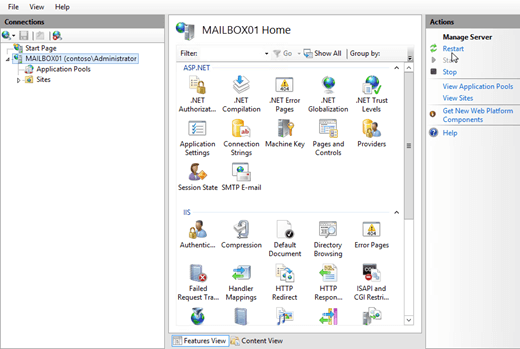 File View Help
Connections
Start Page
MAILBOX01 (contoso\Administrator
Application Pools
Sites
MAILBOX01 Home
Filter: Go Show All Group by:
ASP.NET
.NET Authorizat...
.NET Compilation
.NET Error Pages
.NET Globalization
.NET Trust Levels
Application Settings
Connection Strings
Machine Key
Pages and Controls
Providers
Session State
SMTP E-mail
IIS
Authentic...
Compression
Default Document
Directory Browsing
Error Pages
Failed Request Tra...
Handler Mappings
HTTP Redirect
HTTP Respon...
ISAPI and CGI Restri...
Features View
Content View
Actions
Manage Server
Restart
Stop
View Application Pools
View Sites
Get New Web Platform
Components
Help